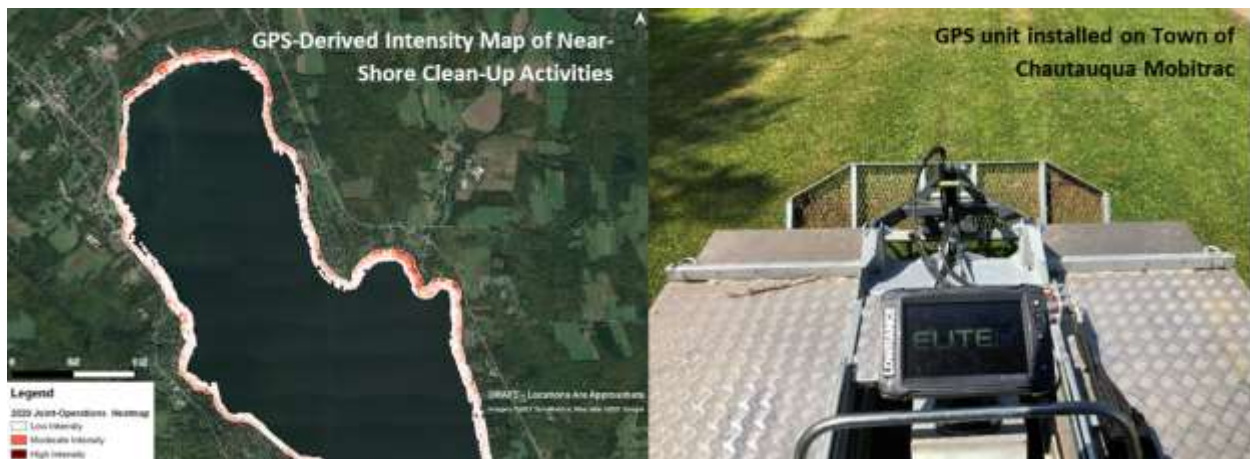 GPS-Derived Intensity Map of Near-
Shore Clean-Up Activities
Legend
2020 Joint-Operations Heatmap
Low Intensity
Moderate Intensity
High Intensity
DRAFT - Locations Are Approximate
GPS unit installed on Town of
Chautauqua Mobitrac
LOWRANCE
ELITE